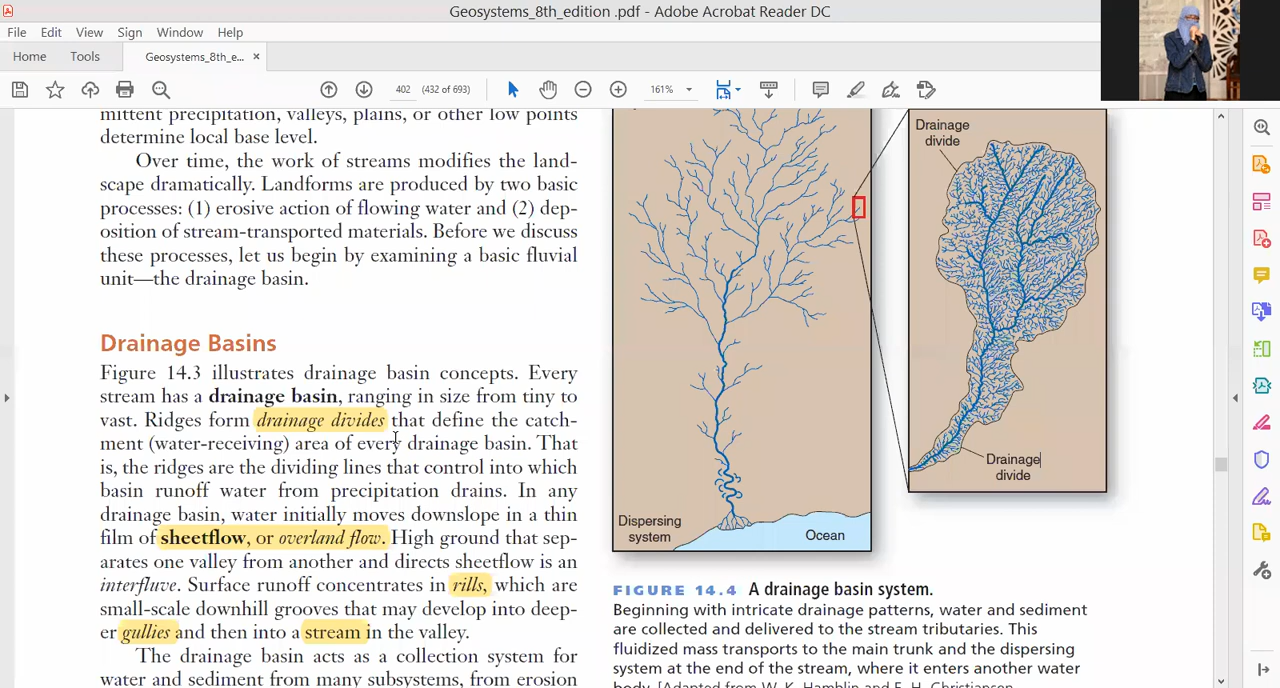 Geosystems_8th_edition .pdf - Adobe Acrobat Reader DC
File Edit View Sign Window Help
Home Tools Geosystems_8th_e... ×
402 (432 of 693) 161%
mittent precipitation, valleys, plains, or other low points
determine local base level.
Over time, the work of streams modifies the land-
scape dramatically. Landforms are produced by two basic
processes: (1) erosive action of flowing water and (2) dep-
osition of stream-transported materials. Before we discuss
these processes, let us begin by examining a basic fluvial
unit—the drainage basin.
Drainage Basins
Figure 14.3 illustrates drainage basin concepts. Every
stream has a drainage basin, ranging in size from tiny to
vast. Ridges form drainage divides that define the catch-
ment (water-receiving) area of every drainage basin. That
is, the ridges are the dividing lines that control into which
basin runoff water from precipitation drains. In any
drainage basin, water initially moves downslope in a thin
film of sheetflow, or overland flow. High ground that sep-
arates one valley from another and directs sheetflow is an
interfluve. Surface runoff concentrates in rills, which are
small-scale downhill grooves that may develop into deep-
er gullies and then into a stream in the valley.
The drainage basin acts as a collection system for
water and sediment from many subsystems, from erosion
Drainage
divide
Drainage
divide
Dispersing
system
Ocean
FIGURE 14.4 A drainage basin system.
Beginning with intricate drainage patterns, water and sediment
are collected and delivered to the stream tributaries. This
fluidized mass transports to the main trunk and the dispersing
system at the end of the stream, where it enters another water
body. [Adapted from W. K. Hamblin and E. H. Christiansen